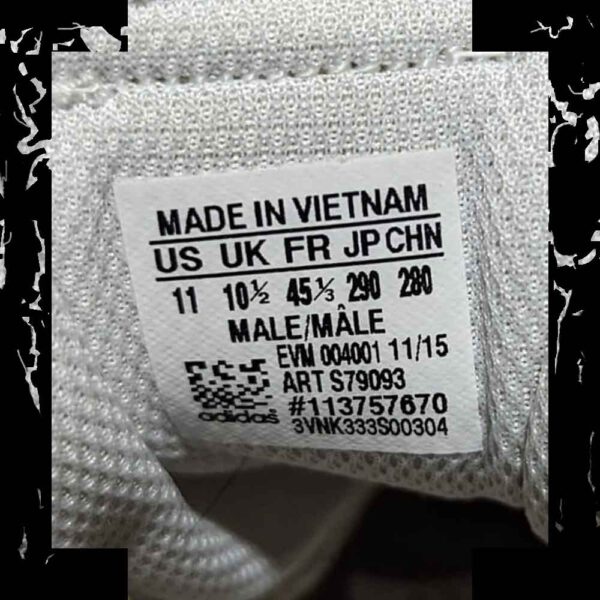 MADE IN VIETNAM
US UK FR JP CHN
11 10½ 45⅓ 290 280
MALE/MÂLE
EVN 004001 11/15
ART S79093
#113757670
adidas
3VNK333S00304